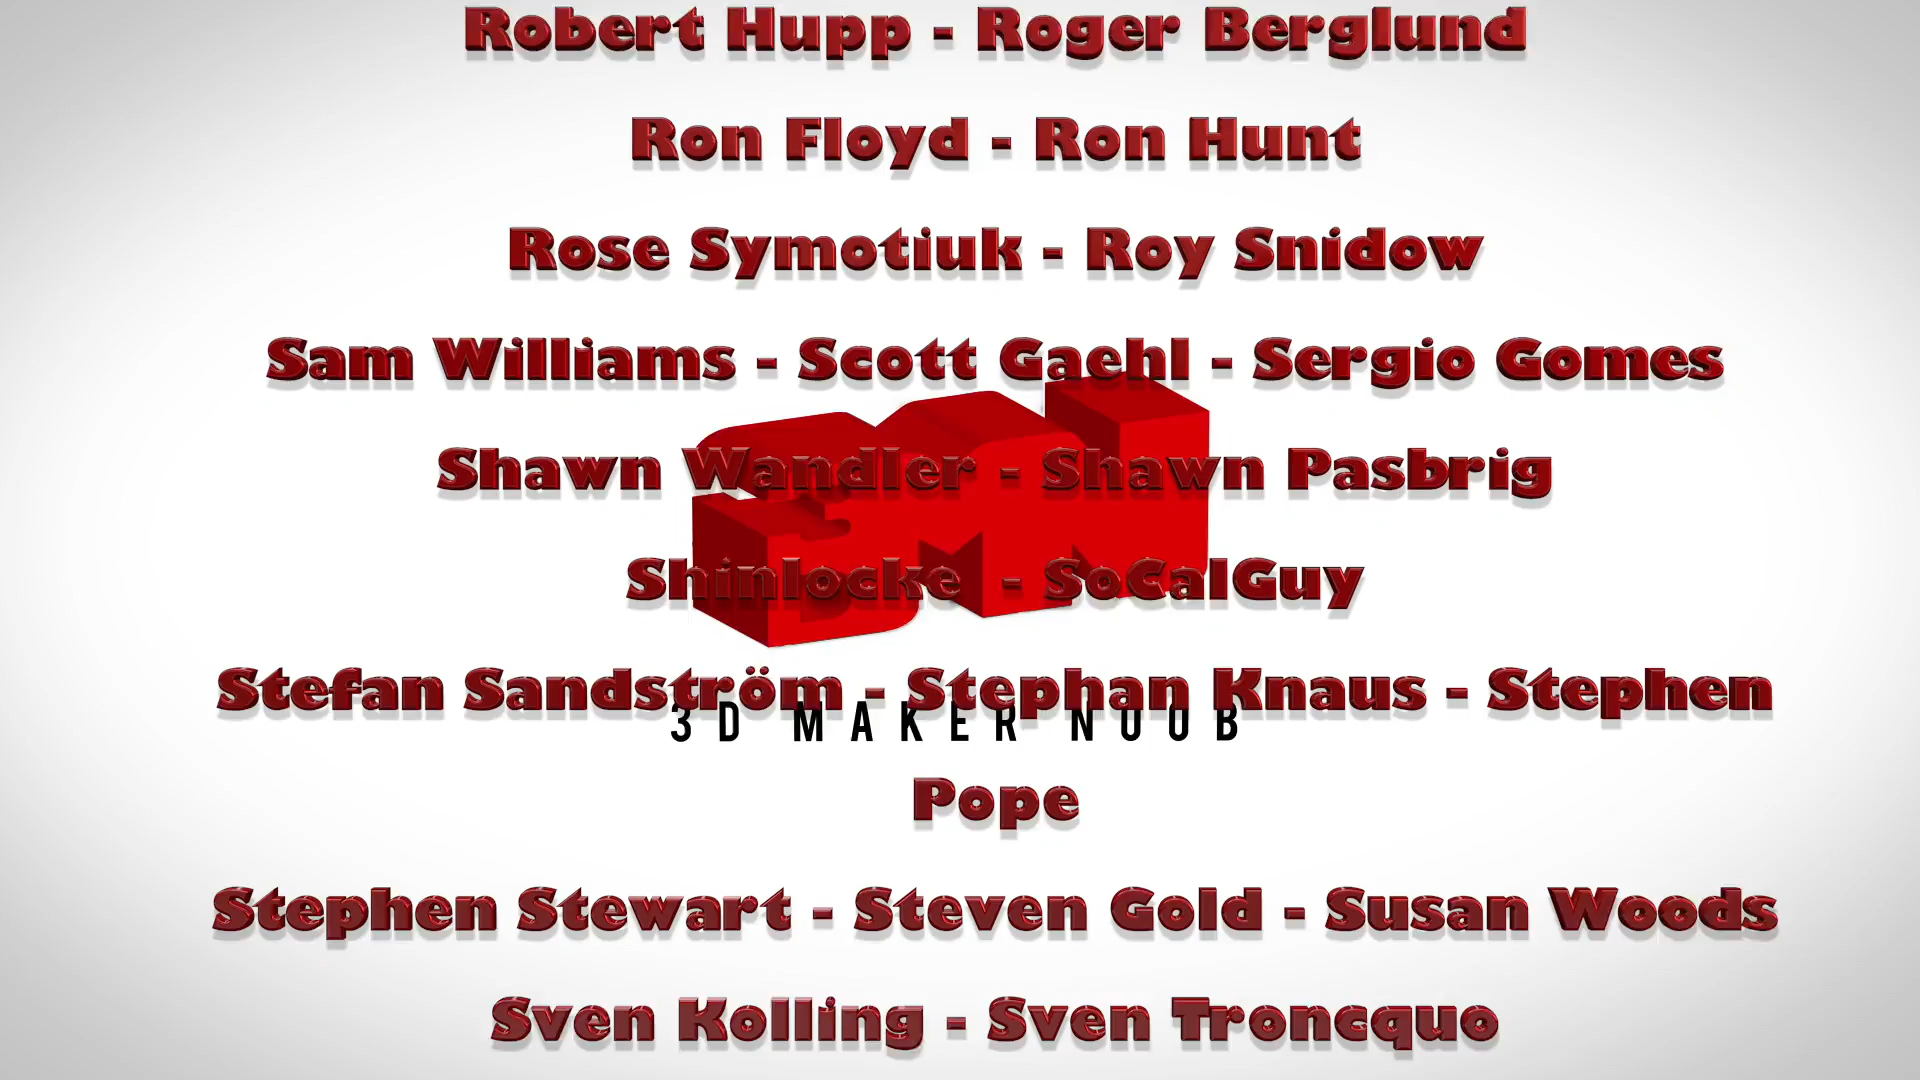 Robert Hupp - Roger Berglund
Ron Floyd - Ron Hunt
Rose Symotiuk - Roy Snidow
Sam Williams - Scott Gaehl - Sergio Gomes
Shawn Wandler - Shawn Pasbrig
Shinlocke - SoCalGuy
Stefan Sandström - Stephan Knaus - Stephen
3D MAKER NOOB
Pope
Stephen Stewart - Steven Gold - Susan Woods
Sven Kolling - Sven Troncquo